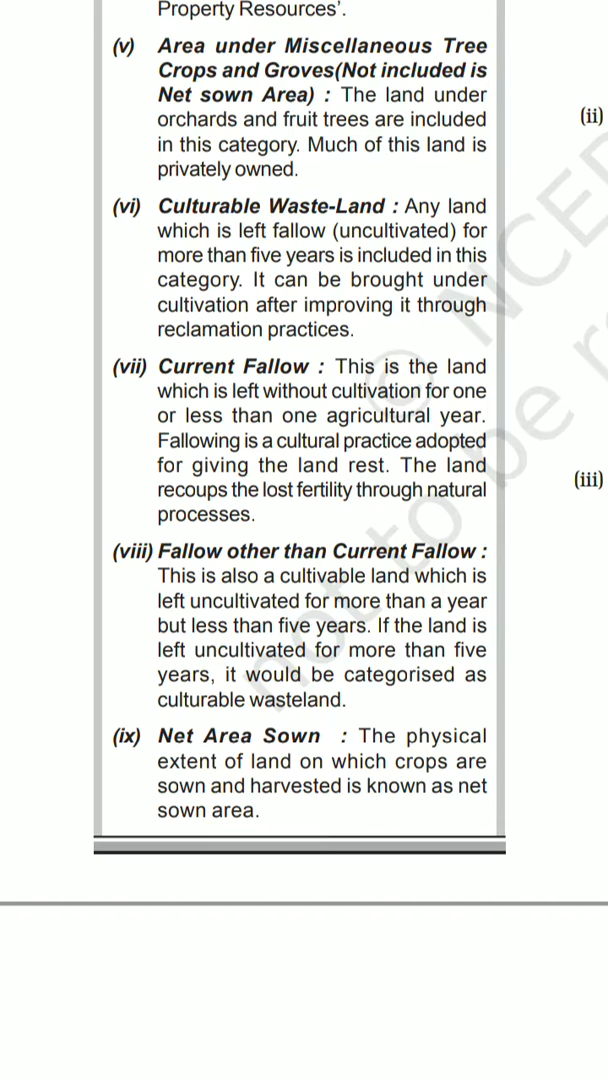 Property Resources'.
(v) Area under Miscellaneous Tree
Crops and Groves(Not included is
Net sown Area) : The land under
orchards and fruit trees are included
in this category. Much of this land is
privately owned.
(vi) Culturable Waste-Land : Any land
which is left fallow (uncultivated) for
more than five years is included in this
category. It can be brought under
cultivation after improving it through
reclamation practices.
(vii) Current Fallow : This is the land
which is left without cultivation for one
or less than one agricultural year.
Fallowing is a cultural practice adopted
for giving the land rest. The land
recoups the lost fertility through natural
processes.
(viii) Fallow other than Current Fallow :
This is also a cultivable land which is
left uncultivated for more than a year
but less than five years. If the land is
left uncultivated for more than five
years, it would be categorised as
culturable wasteland.
(ix) Net Area Sown : The physical
extent of land on which crops are
sown and harvested is known as net
sown area.
(ii)
(iii)
© NCE
not to be r